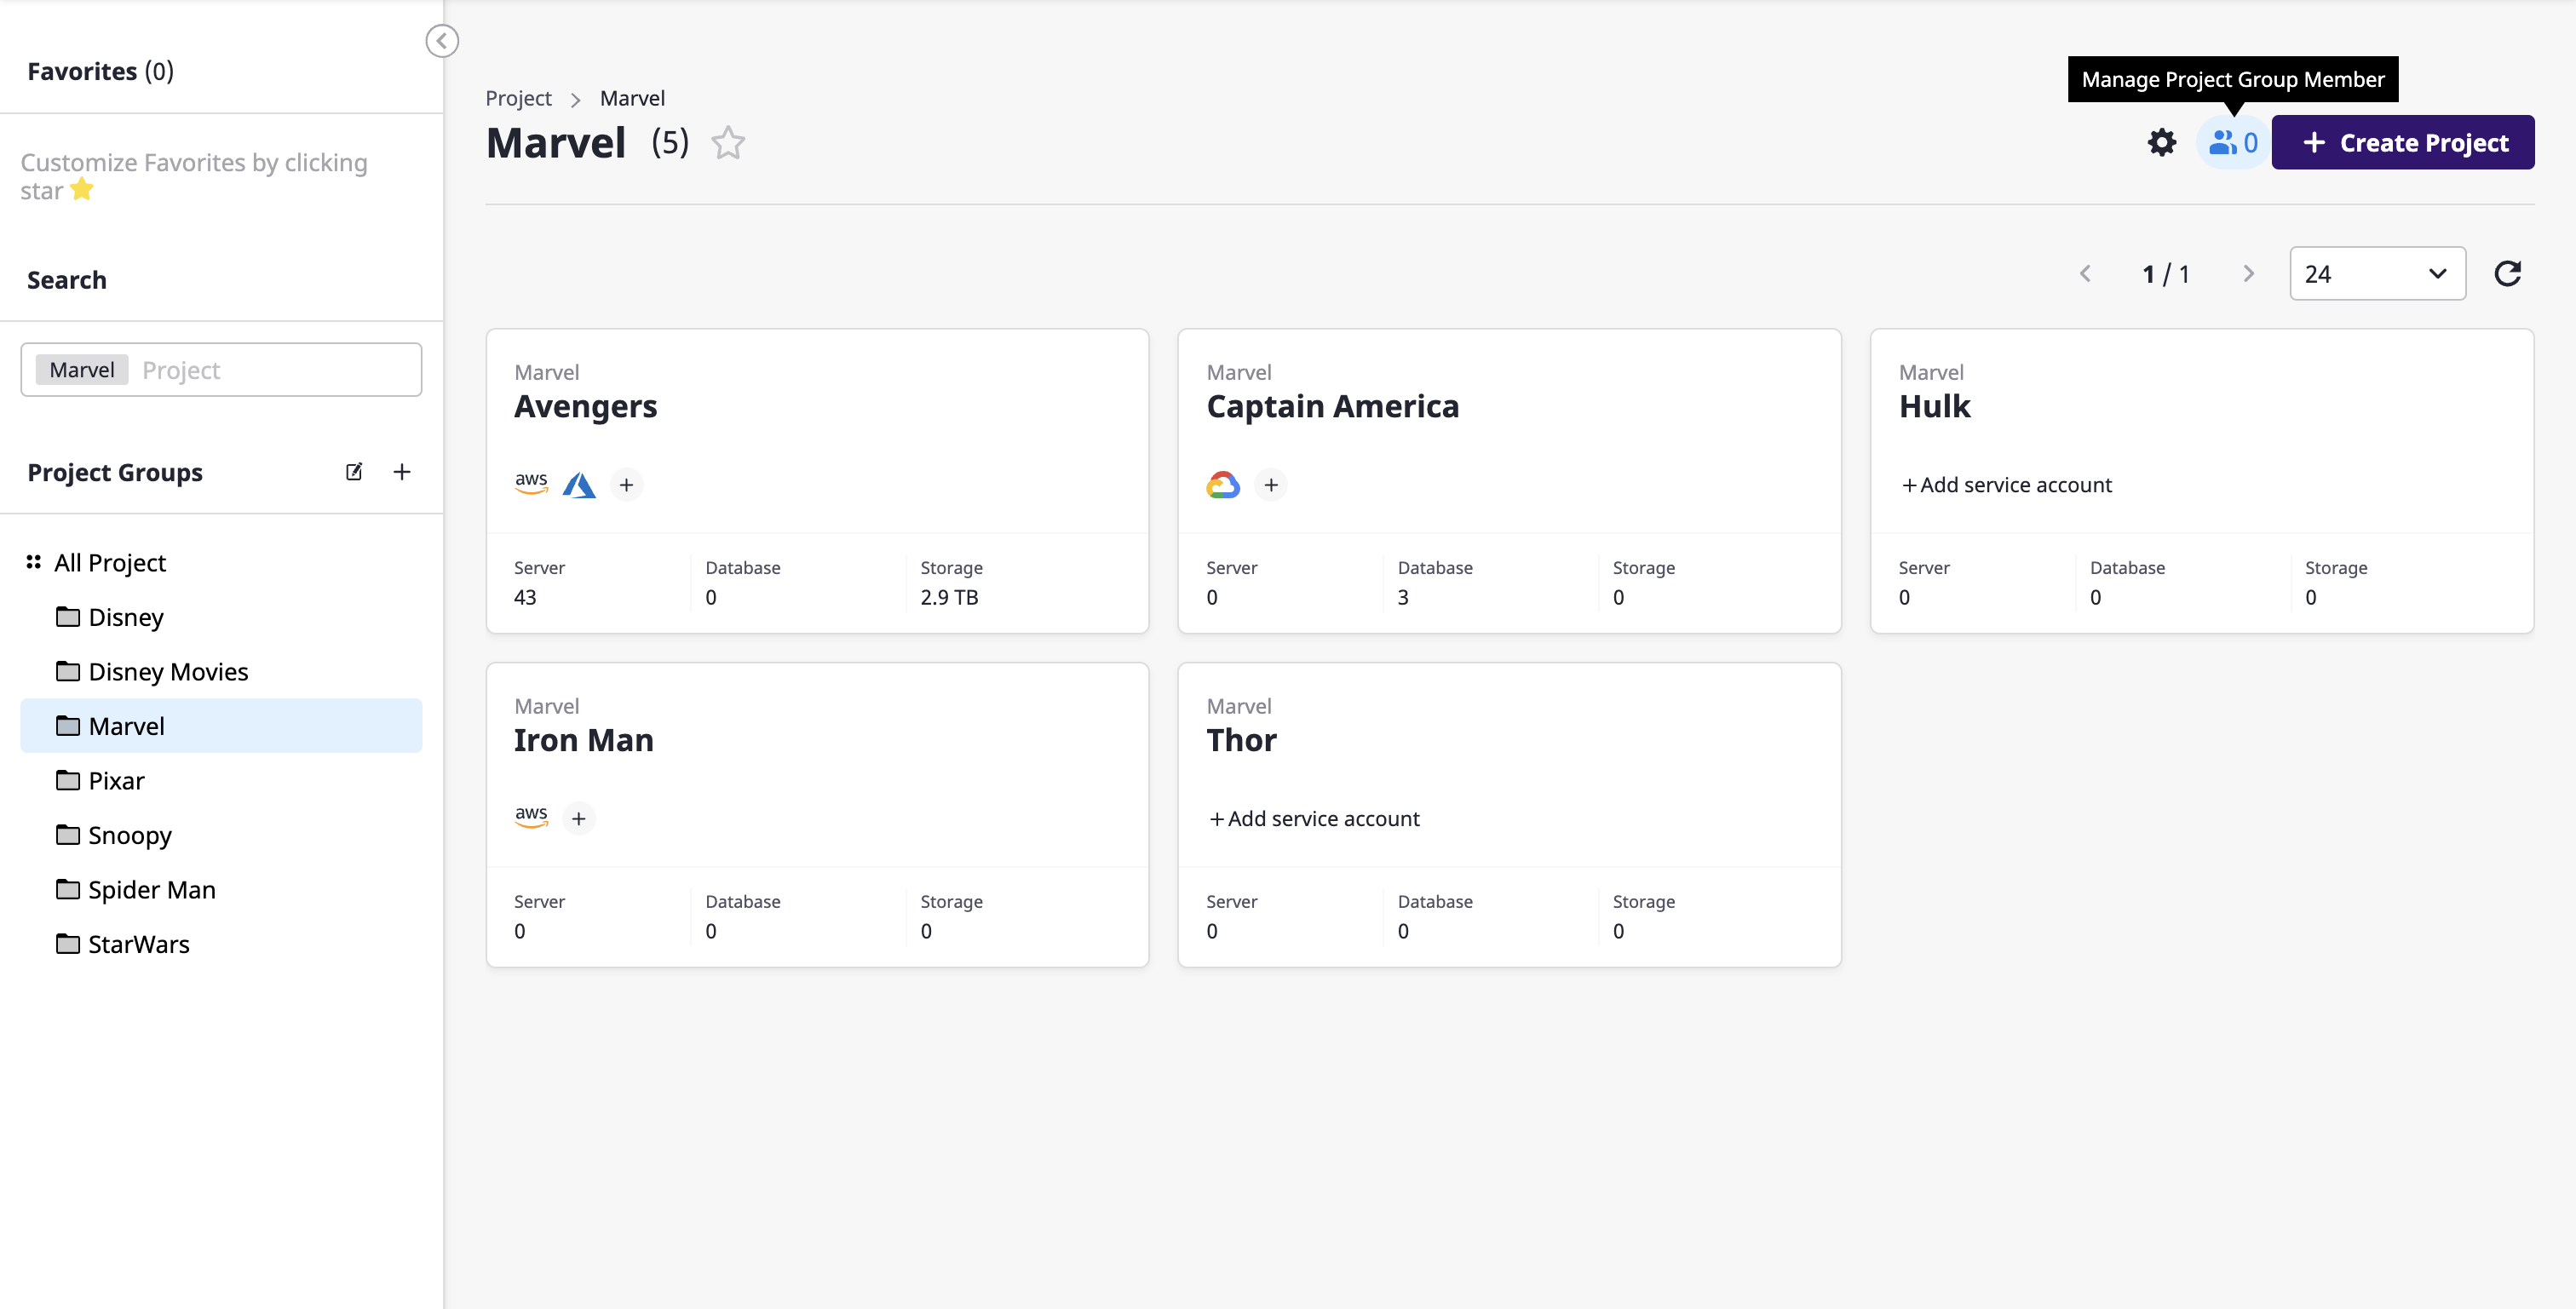 Favorites (0)
Customize Favorites by clicking
star
Search
Marvel Project
Project Groups
All Project
Disney
Disney Movies
Marvel
Pixar
Snoopy
Spider Man
StarWars
Manage Project Group Member
Project > Marvel
Marvel (5)
0
+ Create Project
1 / 1
24
Marvel
Avengers
aws
+
Server
43
Database
0
Storage
2.9 TB
Marvel
Captain America
+
Server
0
Database
3
Storage
0
Marvel
Hulk
+Add service account
Server
0
Database
0
Storage
0
Marvel
Iron Man
aws
+
Server
0
Database
0
Storage
0
Marvel
Thor
+Add service account
Server
0
Database
0
Storage
0